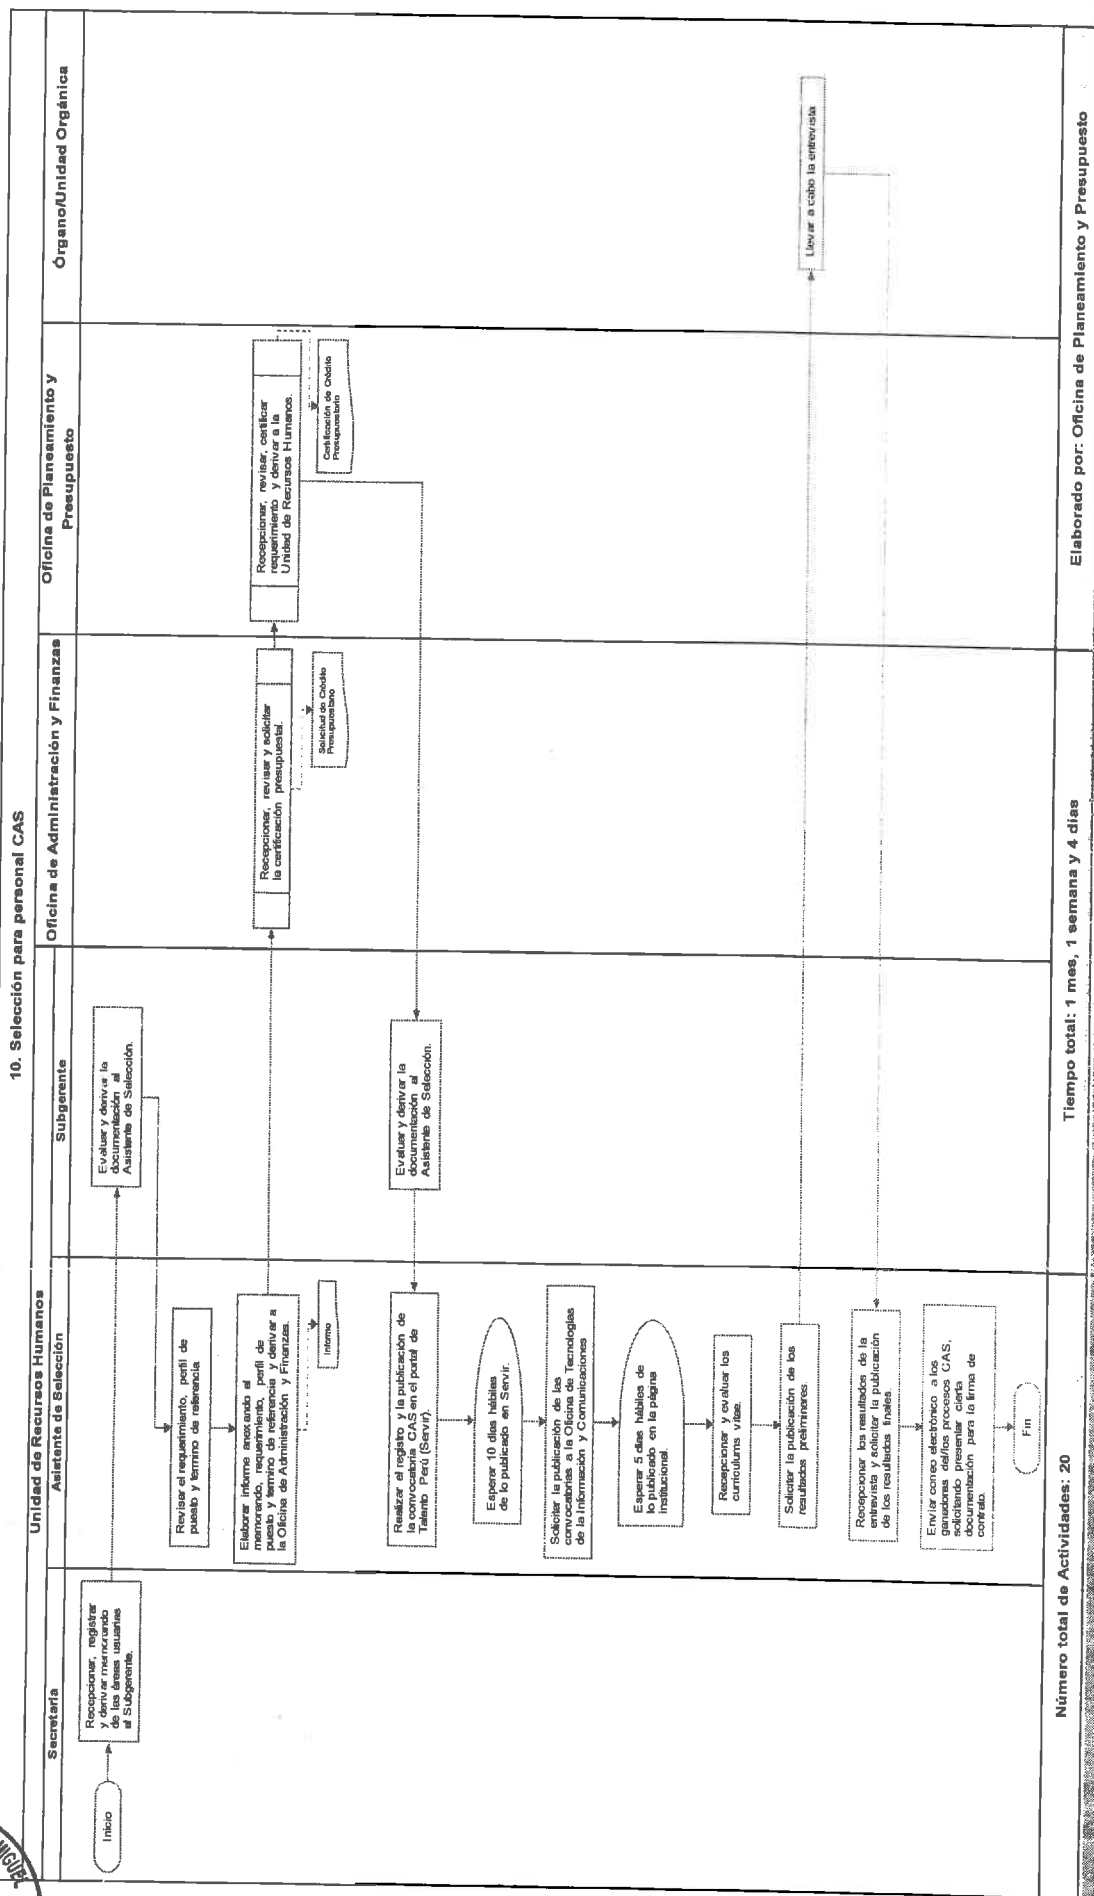 10. Selección para personal CAS
Unidad de Recursos Humanos
Oficina de Administración y Finanzas
Oficina de Planeamiento y
Presupuesto
Órgano/Unidad Orgánica
Secretaria
Asistente de Selección
Subgerente
Inicio
Recepcionar, registrar
y derivar memorando
de las áreas usuarias
al Subgerente.
Evaluar y derivar la
documentación al
Asistente de Selección.
Revisar el requerimiento, perfil de
puesto y termino de referencia
Elaborar informe anexando el
memorando, requerimiento, perfil de
puesto y termino de referencia y derivar a
la Oficina de Administración y Finanzas.
Informe
Recepcionar, revisar y solicitar
la certificación presupuestal.
Solicitud de Crédito
Presupuestario
Recepcionar, revisar, certificar
requerimiento y derivar a la
Unidad de Recursos Humanos.
Certificación de Crédito
Presupuestario
Evaluar y derivar la
documentación al
Asistente de Selección.
Realizar el registro y la publicación de
la convocatoria CAS en el portal de
Talento Perú (Servir).
Esperar 10 días hábiles
de lo publicado en Servir.
Solicitar la publicación de las
convocatorias a la Oficina de Tecnologías
de la Información y Comunicaciones
Esperar 5 días hábiles de
lo publicado en la página
institucional.
Recepcionar y evaluar los
curriculums vitae.
Solicitar la publicación de los
resultados preliminares.
Llevar a cabo la entrevista
Recepcionar los resultados de la
entrevista y solicitar la publicación
de los resultados finales.
Enviar correo electrónico a los
ganadores del/los procesos CAS,
solicitando presentar cierta
documentación para la firma de
contrato.
Fin
Número total de Actividades: 20
Tiempo total: 1 mes, 1 semana y 4 días
Elaborado por: Oficina de Planeamiento y Presupuesto